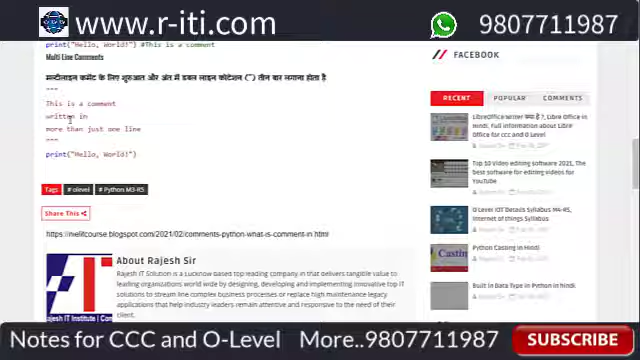 www.r-iti.com
9807711987
print("Hello, World!") #This is a comment
Multi Line Comments
मल्टीलाइन कमेंट के लिए शुरुआत और अंत में डबल लाइन कोटेशन (") तीन बार लगाना होता है
"""
This is a comment
written in
more than just one line
"""
print("Hello, World!")
Tags # olevel # Python M3-R5
Share This
https://nielitcourse.blogspot.com/2021/02/comments-python-what-is-comment-in.html
About Rajesh Sir
Rajesh IT Solution is a Lucknow based top leading company in that delivers tangible value to
leading organizations world wide by designing, developing and implementing innovative top IT
solutions to stream line complex business processes or replace high maintenance legacy
applications that help industry leaders remain attentive and responsive to the need of their
client.
FACEBOOK
RECENT POPULAR COMMENTS
LibreOffice writer क्या है ?, Libre Office in
hindi, Full information about Libre
Office for ccc and O level
Top 10 Video editing software 2021, The
best software for editing videos for
YouTube
O Level IOT Details Syllabus M4-R5,
Internet of things Syllabus
Python Casting in Hindi
Casting
Built in Data Type in Python in hindi
Notes for CCC and O-Level More..9807711987
SUBSCRIBE